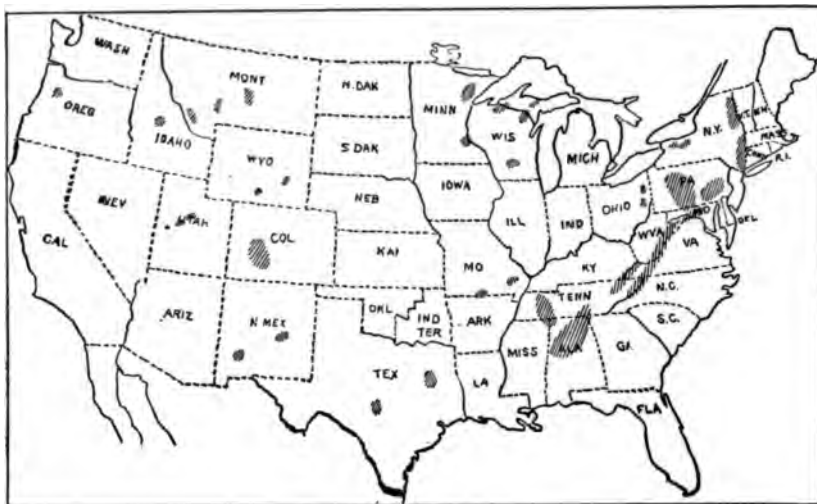 WASH
MONT
N. DAK
MINN
OREG
IDAHO
WYO
S. DAK
WIS
MICH
N.Y.
VT.
N.H.
MASS
R.I.
NEV
UTAH
NEB
IOWA
ILL
IND
OHIO
PA
MD
DEL
CAL
COL
KAI
MO
KY
W.VA
VA
ARIZ
N MEX
OKL
IND
TER
ARK
TENN
N.C.
S.C.
TEX
LA
MISS
ALA
GA
FLA